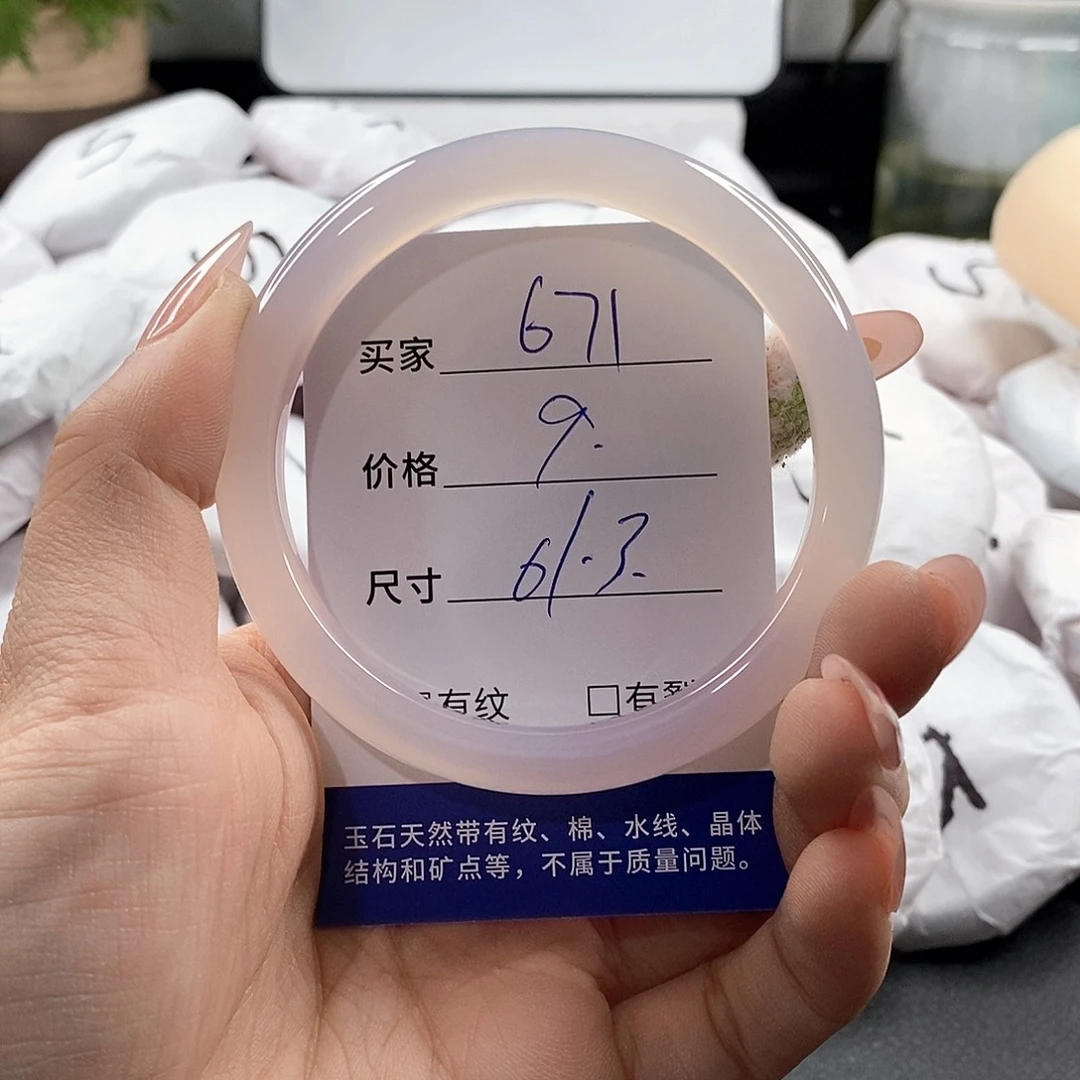 买家 671
价格 9.
尺寸 61.3.
有纹 □有裂
玉石天然带有纹、棉、水线、晶体
结构和矿点等，不属于质量问题。